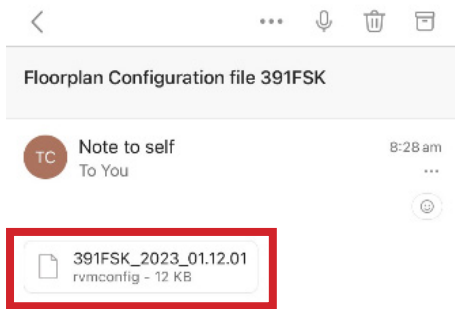 Floorplan Configuration file 391FSK
TC
Note to self
8:28 am
To You
391FSK_2023_01.12.01
rvmconfig - 12 KB